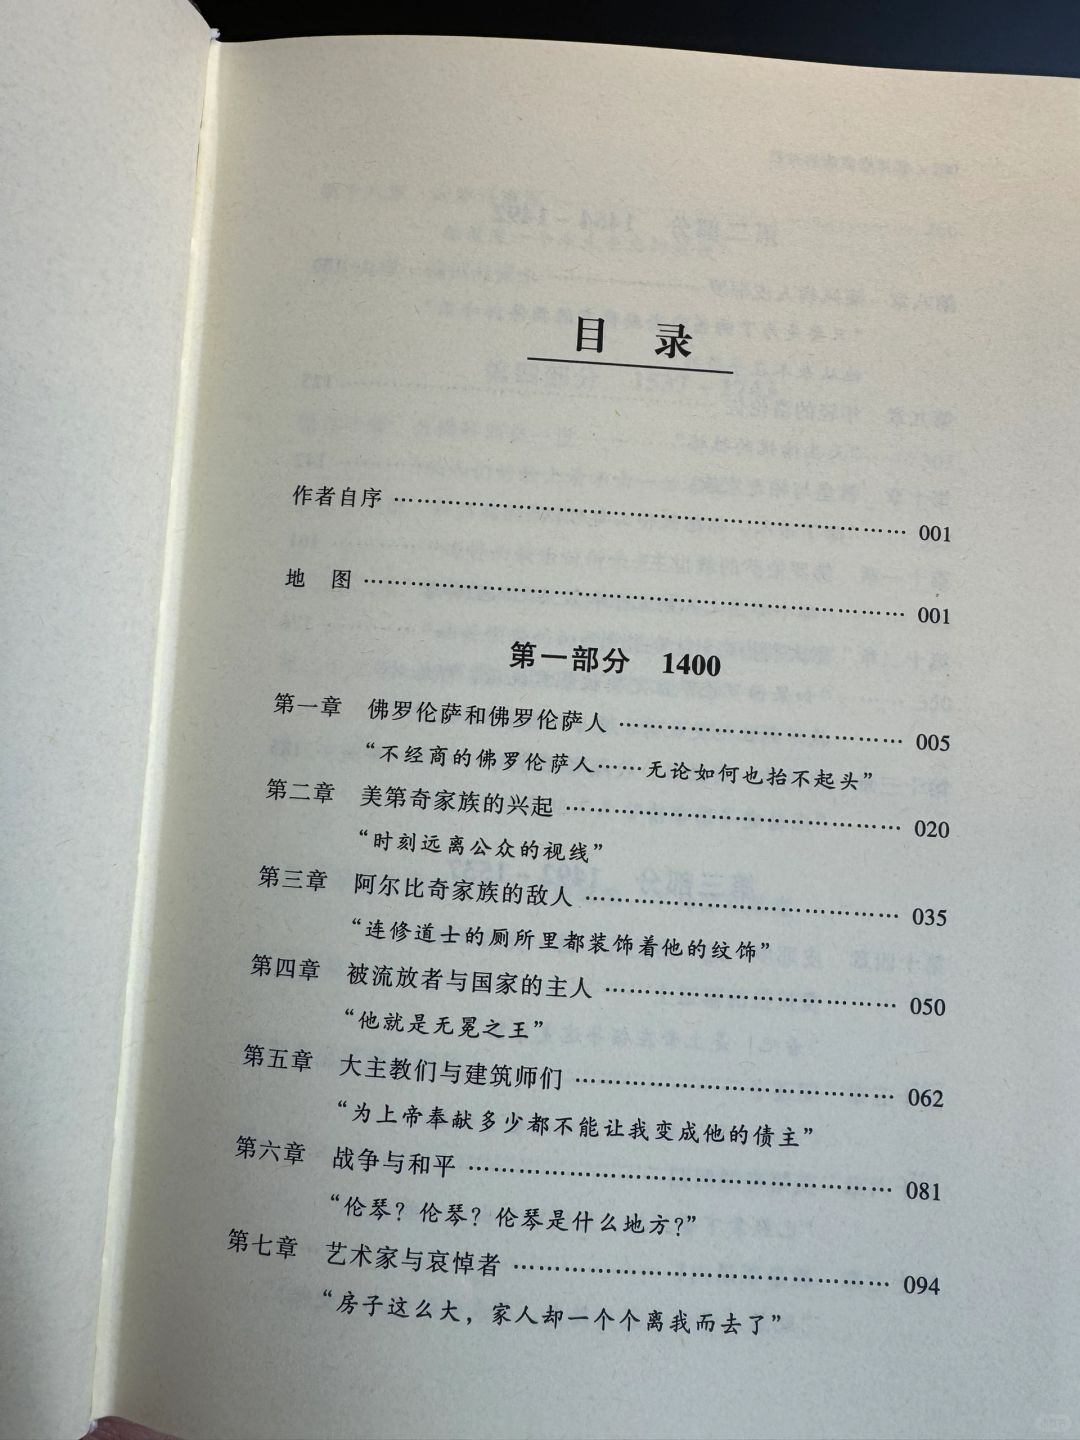 目 录
作者自序 …………………………………………………………… 001
地 图 …………………………………………………………… 001
第一部分 1400
第一章 佛罗伦萨和佛罗伦萨人 ……………………………… 005
“不经商的佛罗伦萨人……无论如何也抬不起头”
第二章 美第奇家族的兴起 …………………………………… 020
“时刻远离公众的视线”
第三章 阿尔比奇家族的敌人 ………………………………… 035
“连修道士的厕所里都装饰着他的纹饰”
第四章 被流放者与国家的主人 ……………………………… 050
“他就是无冕之王”
第五章 大主教们与建筑师们 ………………………………… 062
“为上帝奉献多少都不能让我变成他的债主”
第六章 战争与和平 …………………………………………… 081
“伦琴？伦琴？伦琴是什么地方？”
第七章 艺术家与哀悼者 ……………………………………… 094
“房子这么大，家人却一个个离我而去了”